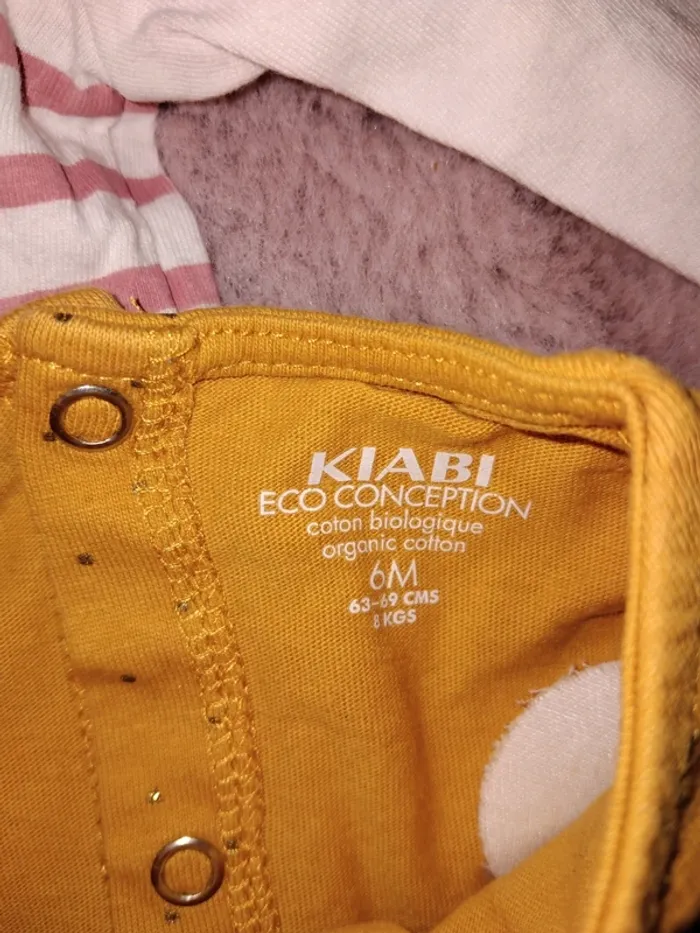 KIABI
ECO CONCEPTION
coton biologique
organic cotton
6M
63-69 CMS
8 KGS